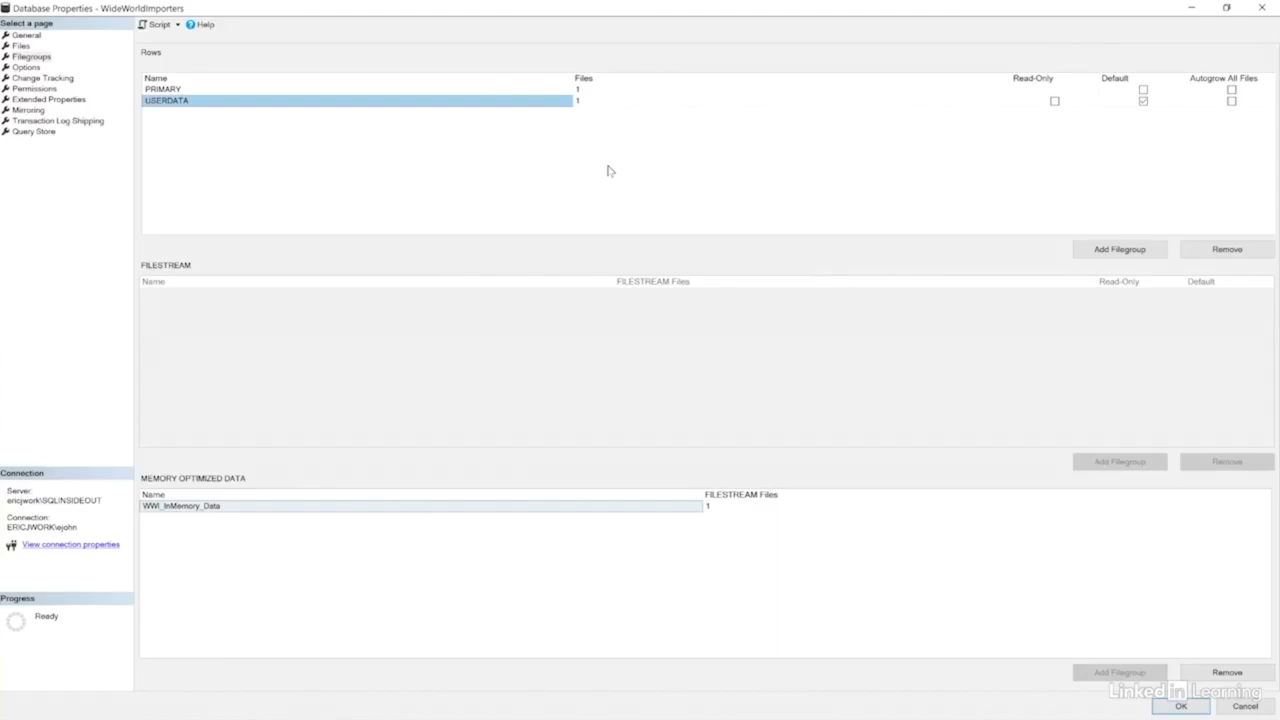 Database Properties - WideWorldImporters
Select a page
General
Files
Filegroups
Options
Change Tracking
Permissions
Extended Properties
Mirroring
Transaction Log Shipping
Query Store
Script
Help
Rows
Name Files Read-Only Default Autogrow All Files
PRIMARY 1
USERDATA 1
Add Filegroup Remove
FILESTREAM
Name FILESTREAM Files Read-Only Default
Add Filegroup Remove
MEMORY OPTIMIZED DATA
Name FILESTREAM Files
WWI_InMemory_Data 1
Add Filegroup Remove
Connection
Server:
ericjwork\SQLINSIDEOUT
Connection:
ERICJWORK\ejohn
View connection properties
Progress
Ready
Linked in Learning
OK Cancel